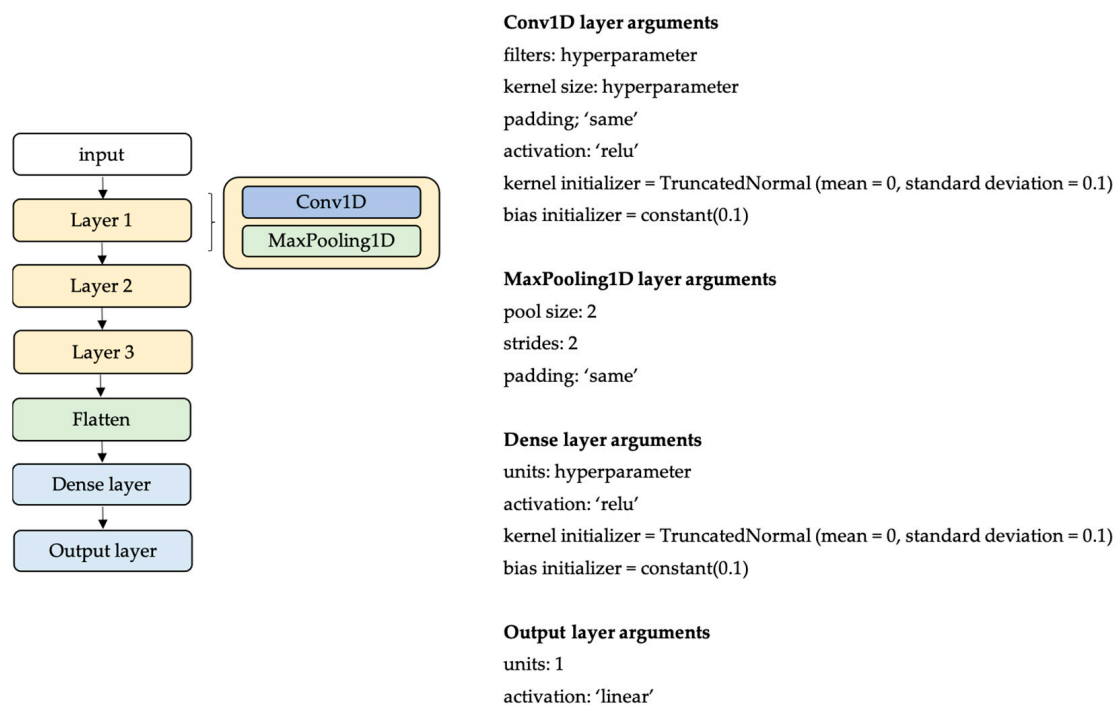 input
Layer 1
Layer 2
Layer 3
Flatten
Dense layer
Output layer
Conv1D
MaxPooling1D
Conv1D layer arguments
filters: hyperparameter
kernel size: hyperparameter
padding; ‘same’
activation: ‘relu’
kernel initializer = TruncatedNormal (mean = 0, standard deviation = 0.1)
bias initializer = constant(0.1)
MaxPooling1D layer arguments
pool size: 2
strides: 2
padding: ‘same’
Dense layer arguments
units: hyperparameter
activation: ‘relu’
kernel initializer = TruncatedNormal (mean = 0, standard deviation = 0.1)
bias initializer = constant(0.1)
Output layer arguments
units: 1
activation: ‘linear’